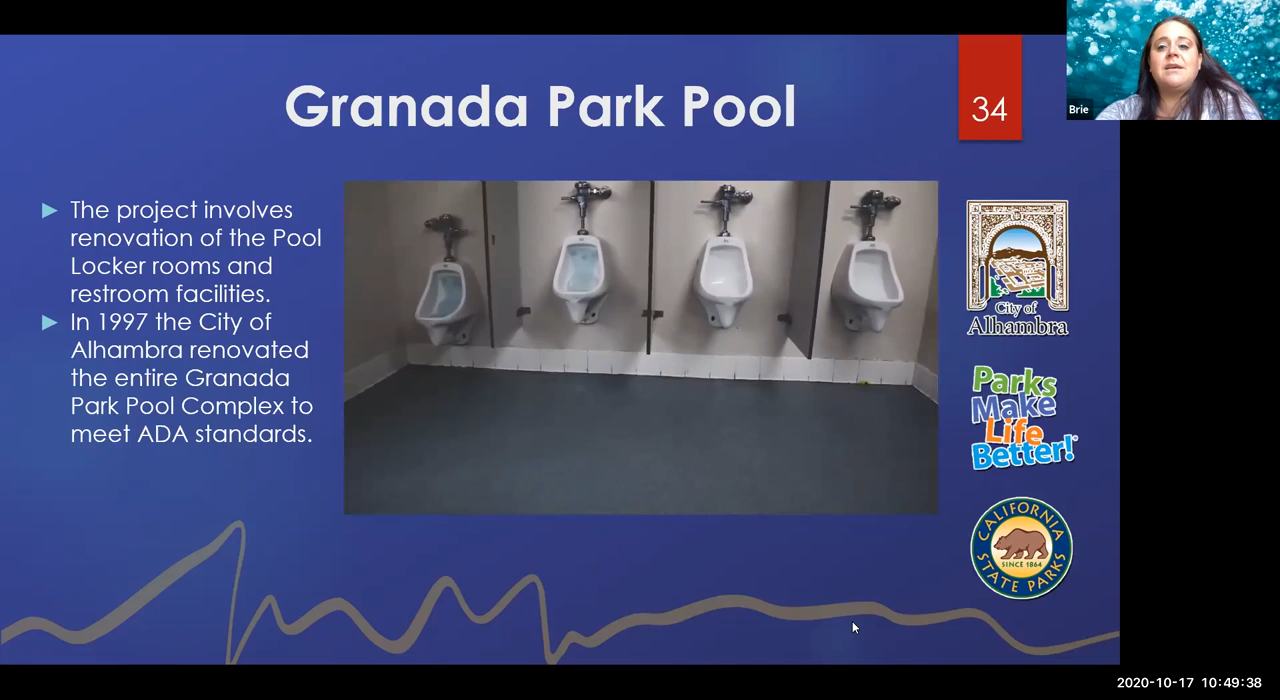 Granada Park Pool
34
Brie
The project involves
renovation of the Pool
Locker rooms and
restroom facilities.
In 1997 the City of
Alhambra renovated
the entire Granada
Park Pool Complex to
meet ADA standards.
City of
Alhambra
Parks
Make
Life
Better!
CALIFORNIA
SINCE 1864
STATE PARKS
2020-10-17 10:49:38